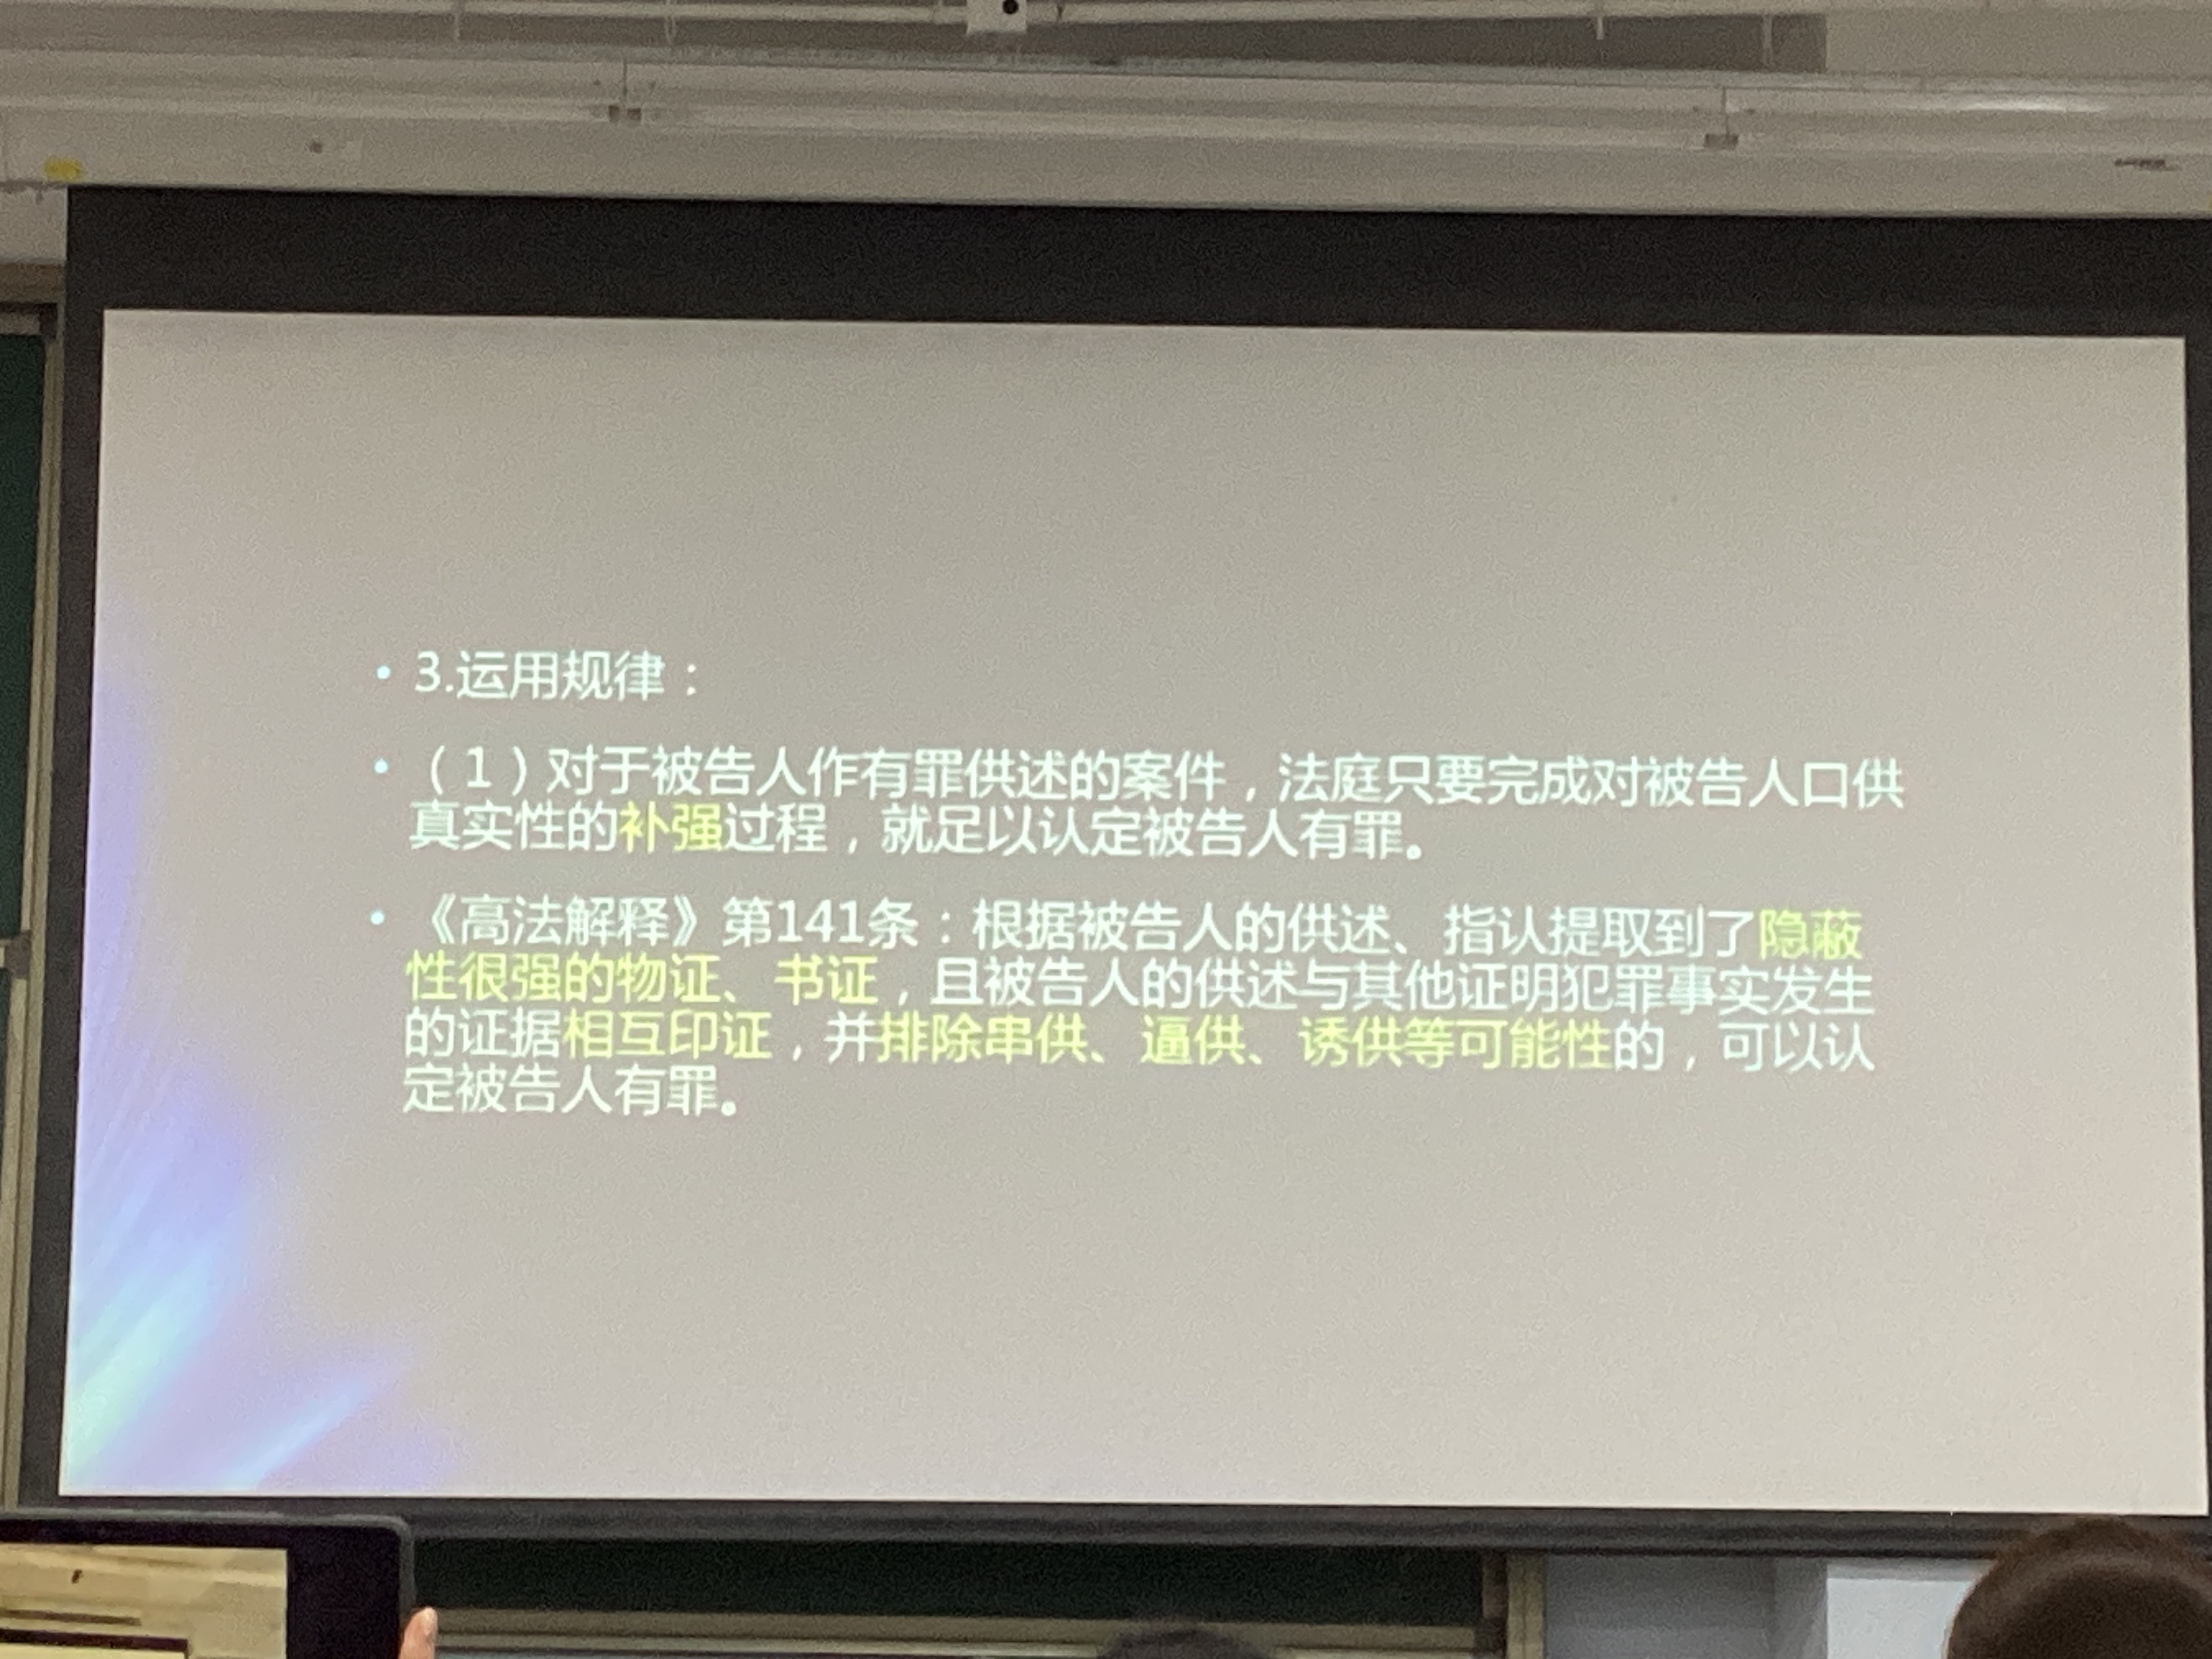 • 3.运用规律：
• （1）对于被告人作有罪供述的案件，法庭只要完成对被告人口供
真实性的补强过程，就足以认定被告人有罪。
• 《高法解释》第141条：根据被告人的供述、指认提取到了隐蔽
性很强的物证、书证，且被告人的供述与其他证明犯罪事实发生
的证据相互印证，并排除串供、逼供、诱供等可能性的，可以认
定被告人有罪。